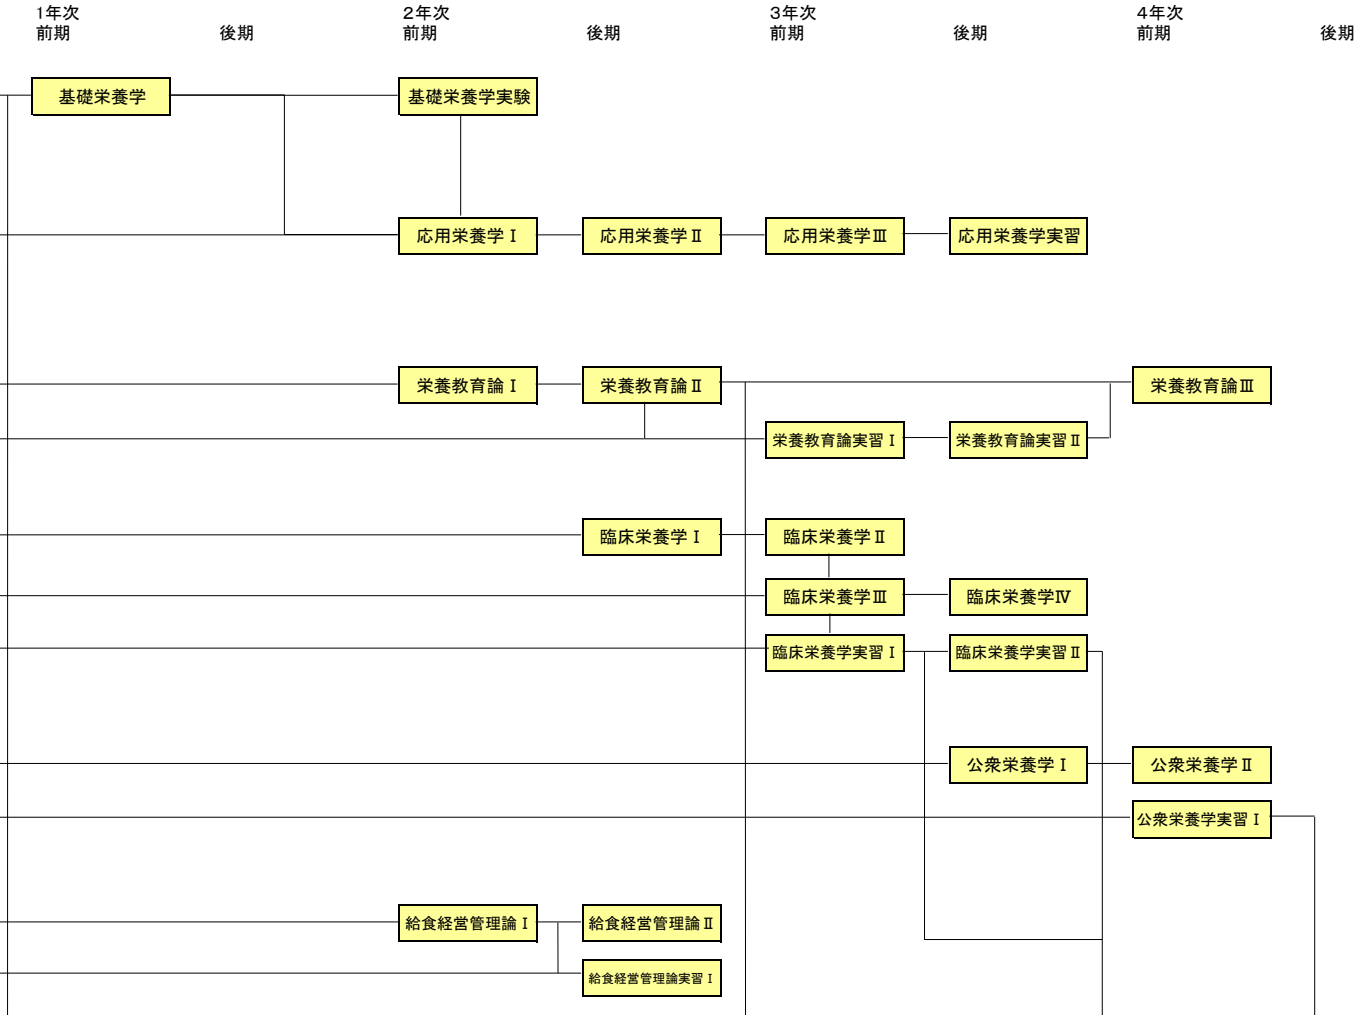 1年次 2年次 3年次 4年次
前期 後期 前期 後期 前期 後期 前期 後期
基礎栄養学 基礎栄養学実験
応用栄養学Ⅰ 応用栄養学Ⅱ 応用栄養学Ⅲ 応用栄養学実習
栄養教育論Ⅰ 栄養教育論Ⅱ 栄養教育論Ⅲ
栄養教育論実習Ⅰ 栄養教育論実習Ⅱ
臨床栄養学Ⅰ 臨床栄養学Ⅱ
臨床栄養学Ⅲ 臨床栄養学Ⅳ
臨床栄養学実習Ⅰ 臨床栄養学実習Ⅱ
公衆栄養学Ⅰ 公衆栄養学Ⅱ
公衆栄養学実習Ⅰ
給食経営管理論Ⅰ 給食経営管理論Ⅱ
給食経営管理論実習Ⅰ